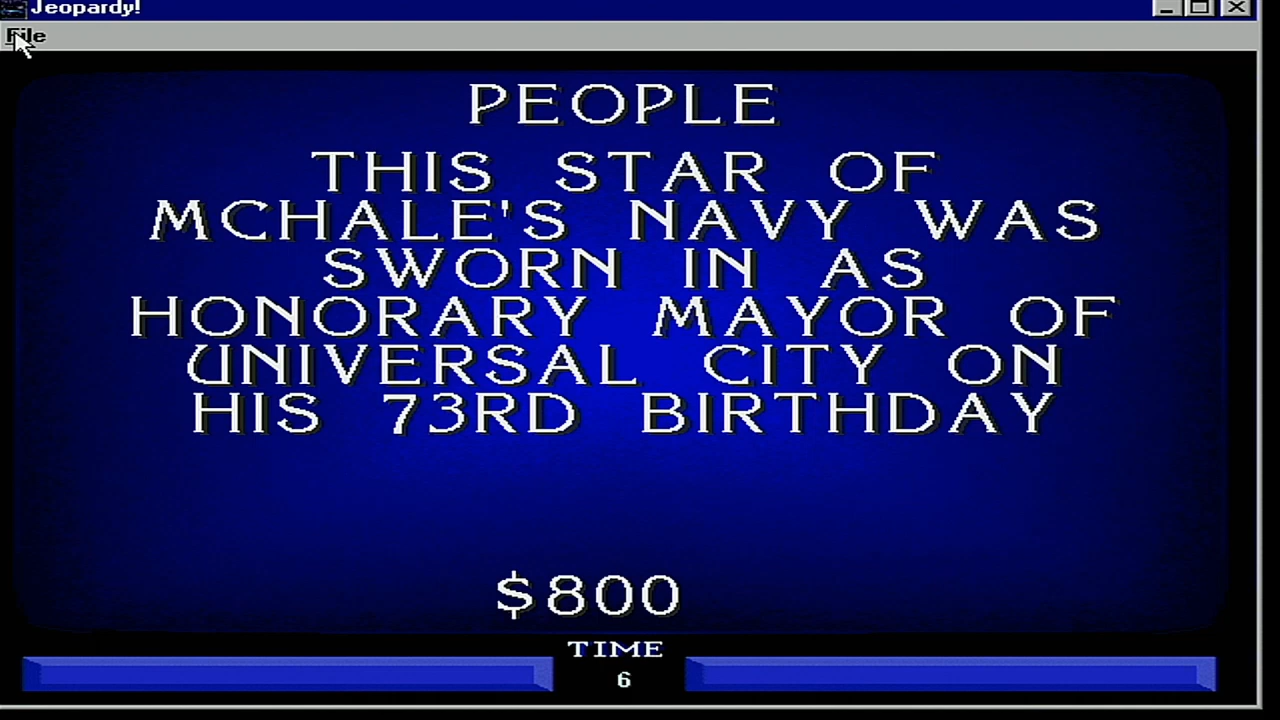 Jeopardy!
File
PEOPLE
THIS STAR OF
MCHALE'S NAVY WAS
SWORN IN AS
HONORARY MAYOR OF
UNIVERSAL CITY ON
HIS 73RD BIRTHDAY
$800
TIME
6